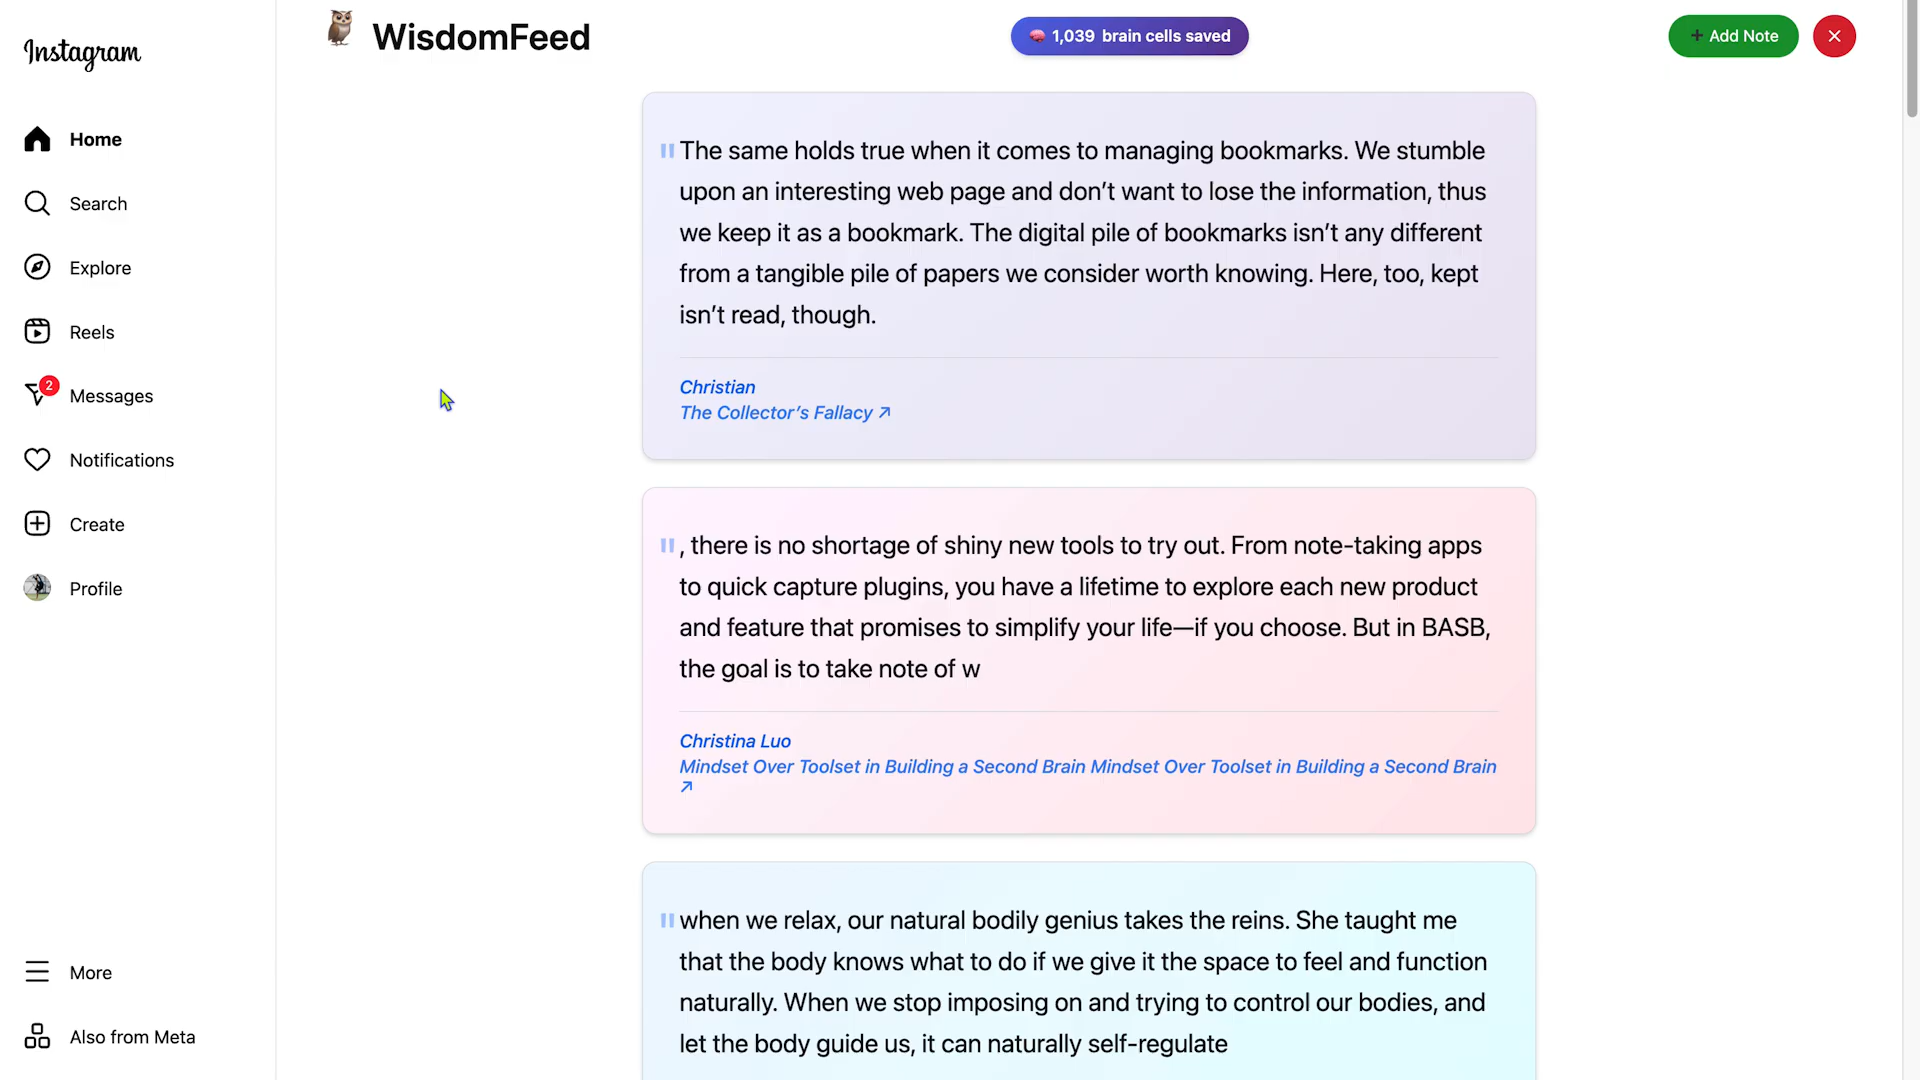 Instagram
Home
Search
Explore
Reels
2
Messages
Notifications
Create
Profile
More
Also from Meta
WisdomFeed
1,039 brain cells saved
+ Add Note
×
" The same holds true when it comes to managing bookmarks. We stumble
upon an interesting web page and don’t want to lose the information, thus
we keep it as a bookmark. The digital pile of bookmarks isn’t any different
from a tangible pile of papers we consider worth knowing. Here, too, kept
isn’t read, though.
Christian
The Collector’s Fallacy ↗
" , there is no shortage of shiny new tools to try out. From note-taking apps
to quick capture plugins, you have a lifetime to explore each new product
and feature that promises to simplify your life—if you choose. But in BASB,
the goal is to take note of w
Christina Luo
Mindset Over Toolset in Building a Second Brain Mindset Over Toolset in Building a Second Brain
↗
" when we relax, our natural bodily genius takes the reins. She taught me
that the body knows what to do if we give it the space to feel and function
naturally. When we stop imposing on and trying to control our bodies, and
let the body guide us, it can naturally self-regulate